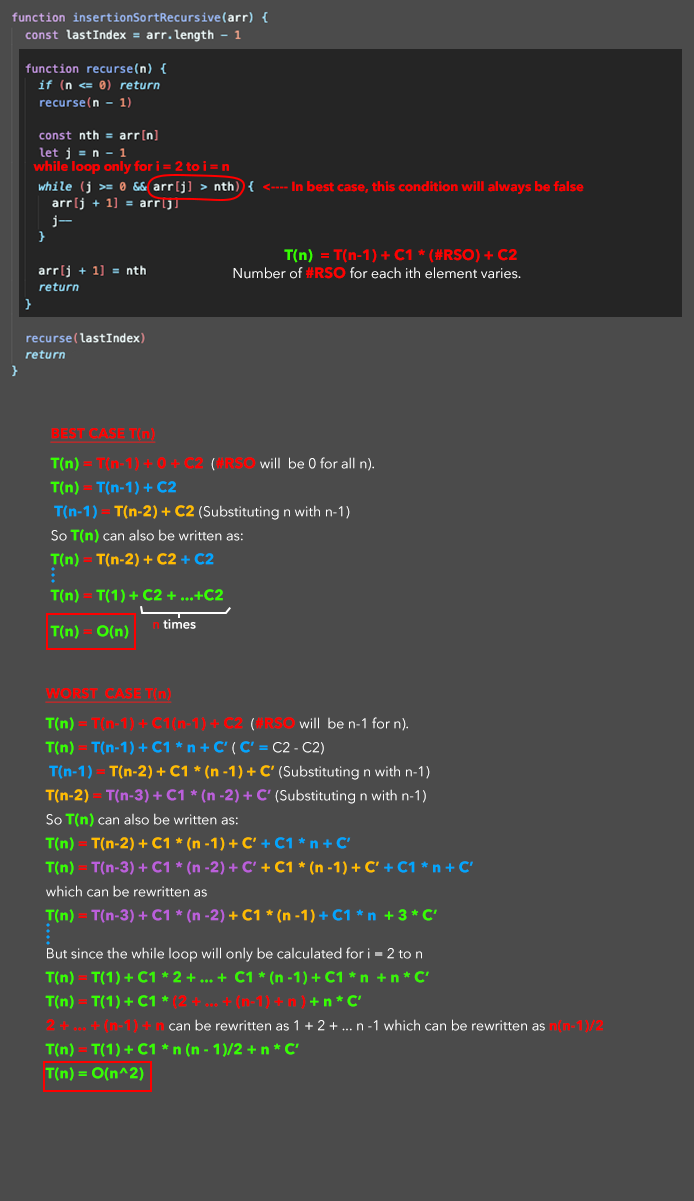 function insertionSortRecursive(arr) {
const lastIndex = arr.length - 1
function recurse(n) {
if (n <= 0) return
recurse(n - 1)
const nth = arr[n]
let j = n - 1
while loop only for i = 2 to i = n
while (j >= 0 && arr[j] > nth) { <---- In best case, this condition will always be false
arr[j + 1] = arr[j]
j--
}
T(n) = T(n-1) + C1 * (#RSO) + C2
arr[j + 1] = nth
Number of #RSO for each ith element varies.
return
}
recurse(lastIndex)
return
}
BEST CASE T(n)
T(n) = T(n-1) + 0 + C2 (#RSO will be 0 for all n).
T(n) = T(n-1) + C2
T(n-1) = T(n-2) + C2 (Substituting n with n-1)
So T(n) can also be written as:
T(n) = T(n-2) + C2 + C2
T(n) = T(1) + C2 + ...+C2
n times
T(n) = O(n)
WORST CASE T(n)
T(n) = T(n-1) + C1(n-1) + C2 (#RSO will be n-1 for n).
T(n) = T(n-1) + C1 * n + C' ( C' = C2 - C2)
T(n-1) = T(n-2) + C1 * (n -1) + C' (Substituting n with n-1)
T(n-2) = T(n-3) + C1 * (n -2) + C' (Substituting n with n-1)
So T(n) can also be written as:
T(n) = T(n-2) + C1 * (n -1) + C' + C1 * n + C'
T(n) = T(n-3) + C1 * (n -2) + C' + C1 * (n -1) + C' + C1 * n + C'
which can be rewritten as
T(n) = T(n-3) + C1 * (n -2) + C1 * (n -1) + C1 * n + 3 * C'
But since the while loop will only be calculated for i = 2 to n
T(n) = T(1) + C1 * 2 + ... + C1 * (n -1) + C1 * n + n * C'
T(n) = T(1) + C1 * (2 + ... + (n-1) + n ) + n * C'
2 + ... + (n-1) + n can be rewritten as 1 + 2 + ... n -1 which can be rewritten as n(n-1)/2
T(n) = T(1) + C1 * n (n - 1)/2 + n * C'
T(n) = O(n^2)